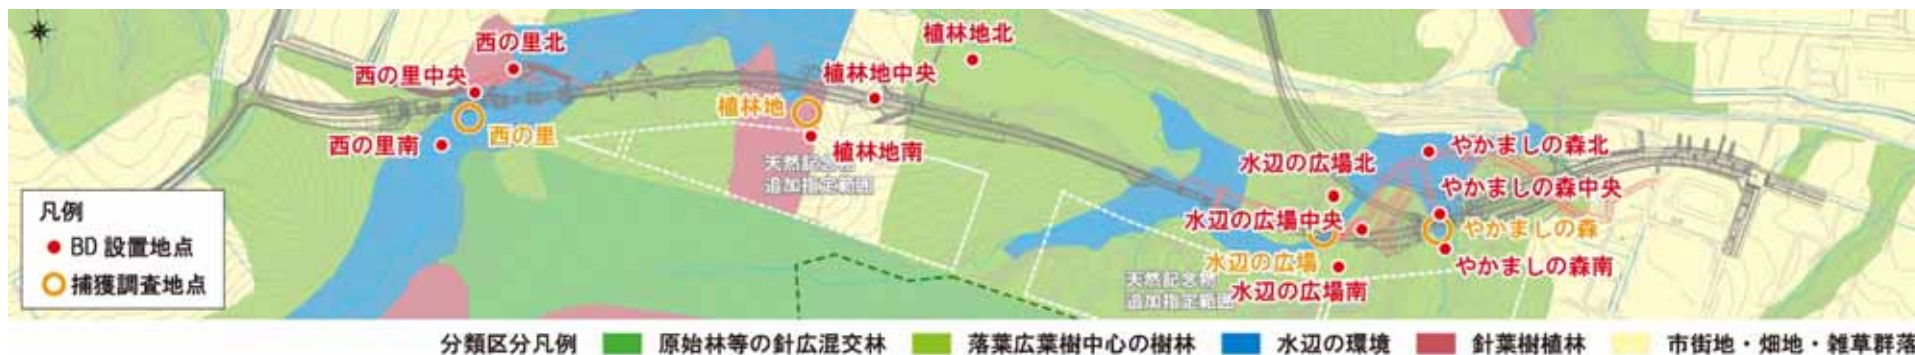 西の里北
西の里中央
西の里南
西の里
植林地北
植林地中央
植林地
植林地南
天然記念物
追加指定範囲
水辺の広場北
水辺の広場中央
水辺の広場
水辺の広場南
天然記念物
追加指定範囲
やかましの森北
やかましの森中央
やかましの森
やかましの森南
凡例
BD 設置地点
捕獲調査地点
分類区分凡例 原始林等の針広混交林 落葉広葉樹中心の樹林 水辺の環境 針葉樹植林 市街地・畑地・雑草群落